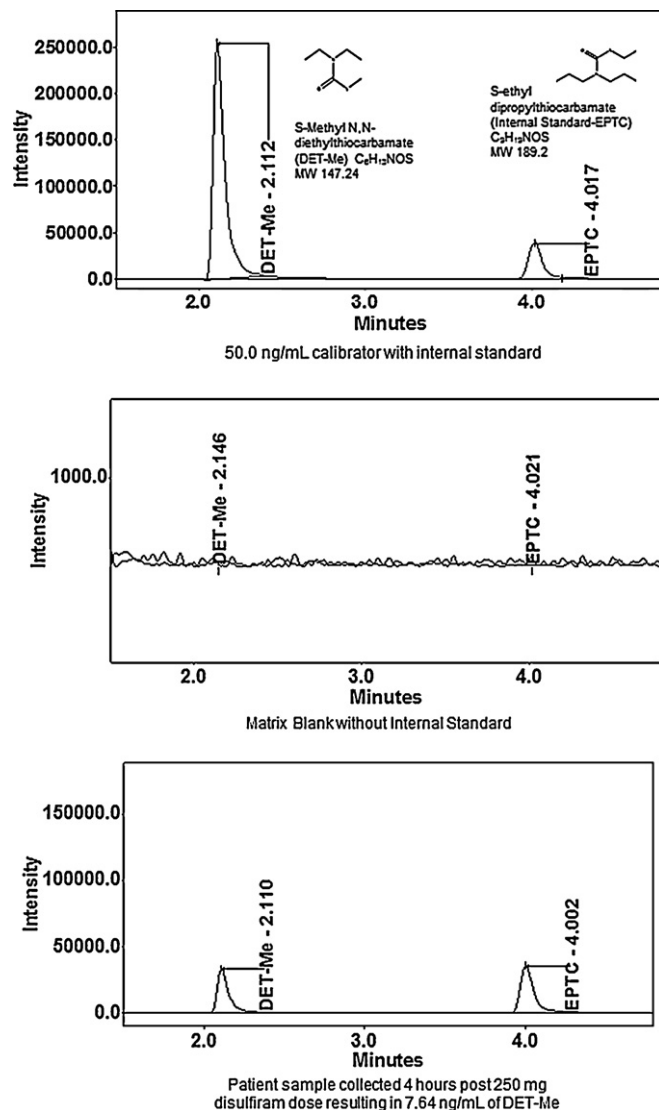 250000.0
200000.0
150000.0
100000.0
50000.0
0.0
Intensity
DET-Me - 2.112
S-Methyl N,N-
diethylthiocarbamate
(DET-Me) C₆H₁₃NOS
MW 147.24
S-ethyl
dipropylthiocarbamate
(Internal Standard-EPTC)
C₉H₁₉NOS
MW 189.2
EPTC - 4.017
2.0 3.0 4.0
Minutes
50.0 ng/mL calibrator with internal standard
1000.0
Intensity
DET-Me - 2.146
EPTC - 4.021
2.0 3.0 4.0
Minutes
Matrix Blank without Internal Standard
150000.0
100000.0
50000.0
0.0
Intensity
DET-Me - 2.110
EPTC - 4.002
2.0 3.0 4.0
Minutes
Patient sample collected 4 hours post 250 mg
disulfiram dose resulting in 7.64 ng/mL of DET-Me